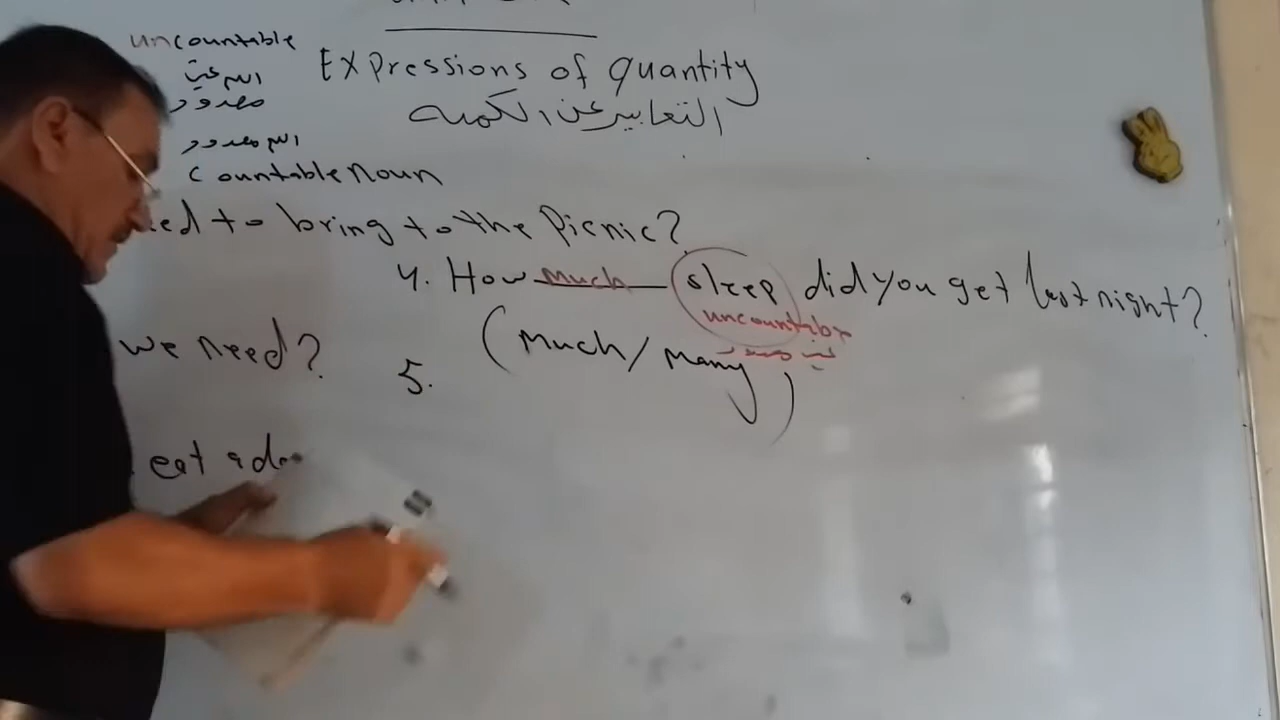 uncountable
Expressions of quantity
اسم غير
معدود
التعابير عن الكمية
اسم معدود
Countable Noun
to bring to the Picnic?
4. How much sleep did you get last night?
uncountable
we need?
(Much/Many)
5.
eat a